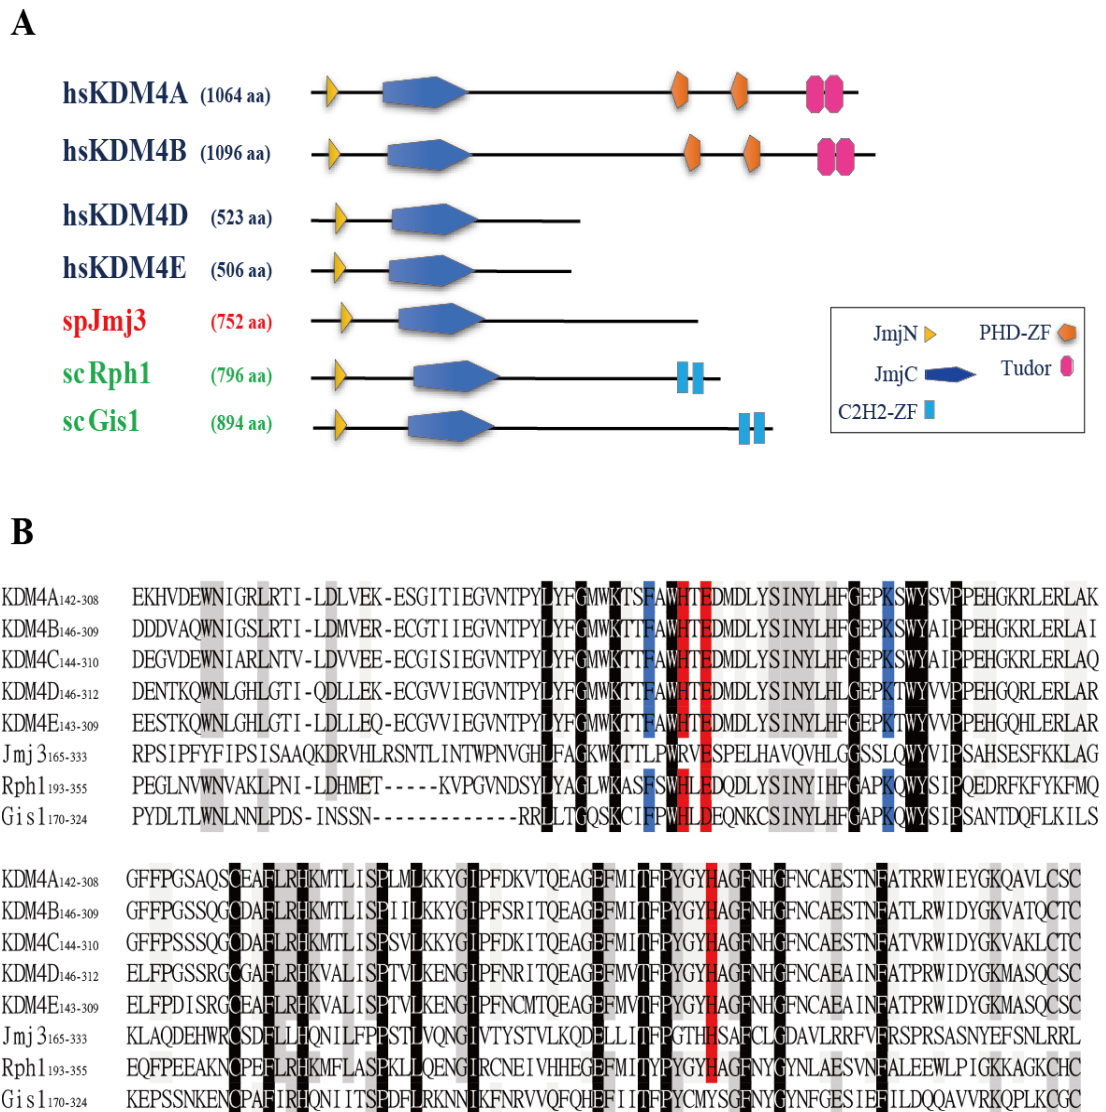 A
hsKDM4A (1064 aa)
hsKDM4B (1096 aa)
hsKDM4D (523 aa)
hsKDM4E (506 aa)
spJmj3 (752 aa)
scRph1 (796 aa)
scGis1 (894 aa)
JmjN PHD-ZF
JmjC Tudor
C2H2-ZF
B
KDM4A142-308 EKHVDEWNIGRLRTI-LDLVEK-ESGITIEGVNTPYLYFGMWKTSFAWHTEDMDLYSINYLHFGEPKSWYSVPPEHGKRLERLAK
KDM4B146-309 DDDVAQWNIGSLRTI-LDMVER-ECGTIIEGVNTPYLYFGMWKTTFAWHTEDMDLYSINYLHFGEPKSWYAIPPEHGKRLERLAI
KDM4C144-310 DEGVDEWNIARLNTV-LDVVEE-ECGISIEGVNTPYLYFGMWKTTFAWHTEDMDLYSINYLHFGEPKSWYAIPPEHGKRLERLAQ
KDM4D146-312 DENTKQWNLGHLGTI-QDLLEK-ECGVVIEGVNTPYLYFGMWKTTFAWHTEDMDLYSINYLHLGEPKTWYVVPPEHGQRLERLAR
KDM4E143-309 EESTKQWNLGHLGTI-LDLLEQ-ECGVVIEGVNTPYLYFGMWKTTFAWHTEDMDLYSINYLHFGEPKTWYVVPPEHGQHLERLAR
Jmj3165-333 RPSIPFYFIPSISAAQKDRVHLRSNTLINTWPNVGHLFAGKWKTTLPWRVESPELHAVQVHLGGSSLQWYVIPSAHSESFKKLAG
Rph1193-355 PEGLNVWNVAKLPNI-LDHMET-----KVPGVNDSYLYAGLWKASFSWHLEDQDLYSINYIHFGAPKQWYSIPQEDRFKFYKFMQ
Gis1170-324 PYDLTLWNLNNLPDS-INSSN-------------RRLLTGQSKCIFPWHLDEQNKCSINYLHFGAPKQWYSIPSANTDQFLKILS
KDM4A142-308 GFFPGSAQSCEAFLRHKMTLISPLMLKKYGIPFDKVTQEAGEFMITFPYGYHAGFNHGFNCAESTNFATRRWIEYGKQAVLCSC
KDM4B146-309 GFFPGSSQGCDAFLRHKMTLISPIILKKYGIPFSRITQEAGEFMITFPYGYHAGFNHGFNCAESTNFATLRWIDYGKVATQCTC
KDM4C144-310 GFFPSSSQGCDAFLRHKMTLISPSVLKKYGIPFDKITQEAGEFMITFPYGYHAGFNHGFNCAESTNFATVRWIDYGKVAKLCTC
KDM4D146-312 ELFPGSSRGCGAFLRHKVALISPTVLKENGIPFNRITQEAGEFMVTFPYGYHAGFNHGFNCAEAINFATPRWIDYGKMASQCSC
KDM4E143-309 ELFPDISRGCEAFLRHKVALISPTVLKENGIPFNCMTQEAGEFMVTFPYGYHAGFNHGFNCAEAINFATPRWIDYGKMASQCSC
Jmj3165-333 KLAQDEHWRCSDFLLHQNILFPPSTLVQNGIVTYSTVLKQDELLITFPGTHHSAFCLGDAVLRRFVFRSPRSASNYEFFSNLRRL
Rph1193-355 EQFPEEAKNCPEFLRHKMFLASPKLLQENGIRCNEIVHHEGEFMITYPYGYHAGFNYGYNLAESVNFALEEWLPIGKKAGKCHC
Gis1170-324 KEPSSNKENCPAFIRHQNIITSPDFLRKNNIKFNRVVQFQHEFIITFPYCMYSGFNYGYNFGESIEFILDQQAVVRKQPLKCGC